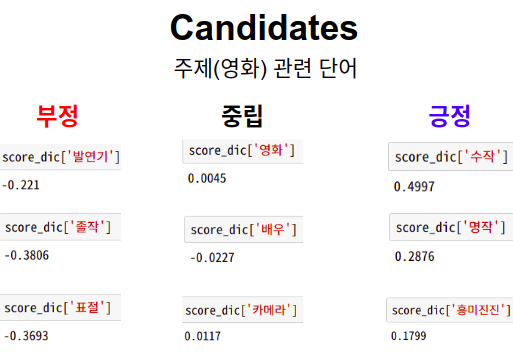 Candidates
주제(영화) 관련 단어
부정 중립 긍정
score_dic['발연기'] score_dic['영화'] score_dic['수작']
-0.221 0.0045 0.4997
score_dic['졸작'] score_dic['배우'] score_dic['명작']
-0.3806 -0.0227 0.2876
score_dic['표절'] score_dic['카메라'] score_dic['흥미진진']
-0.3693 0.0117 0.1799